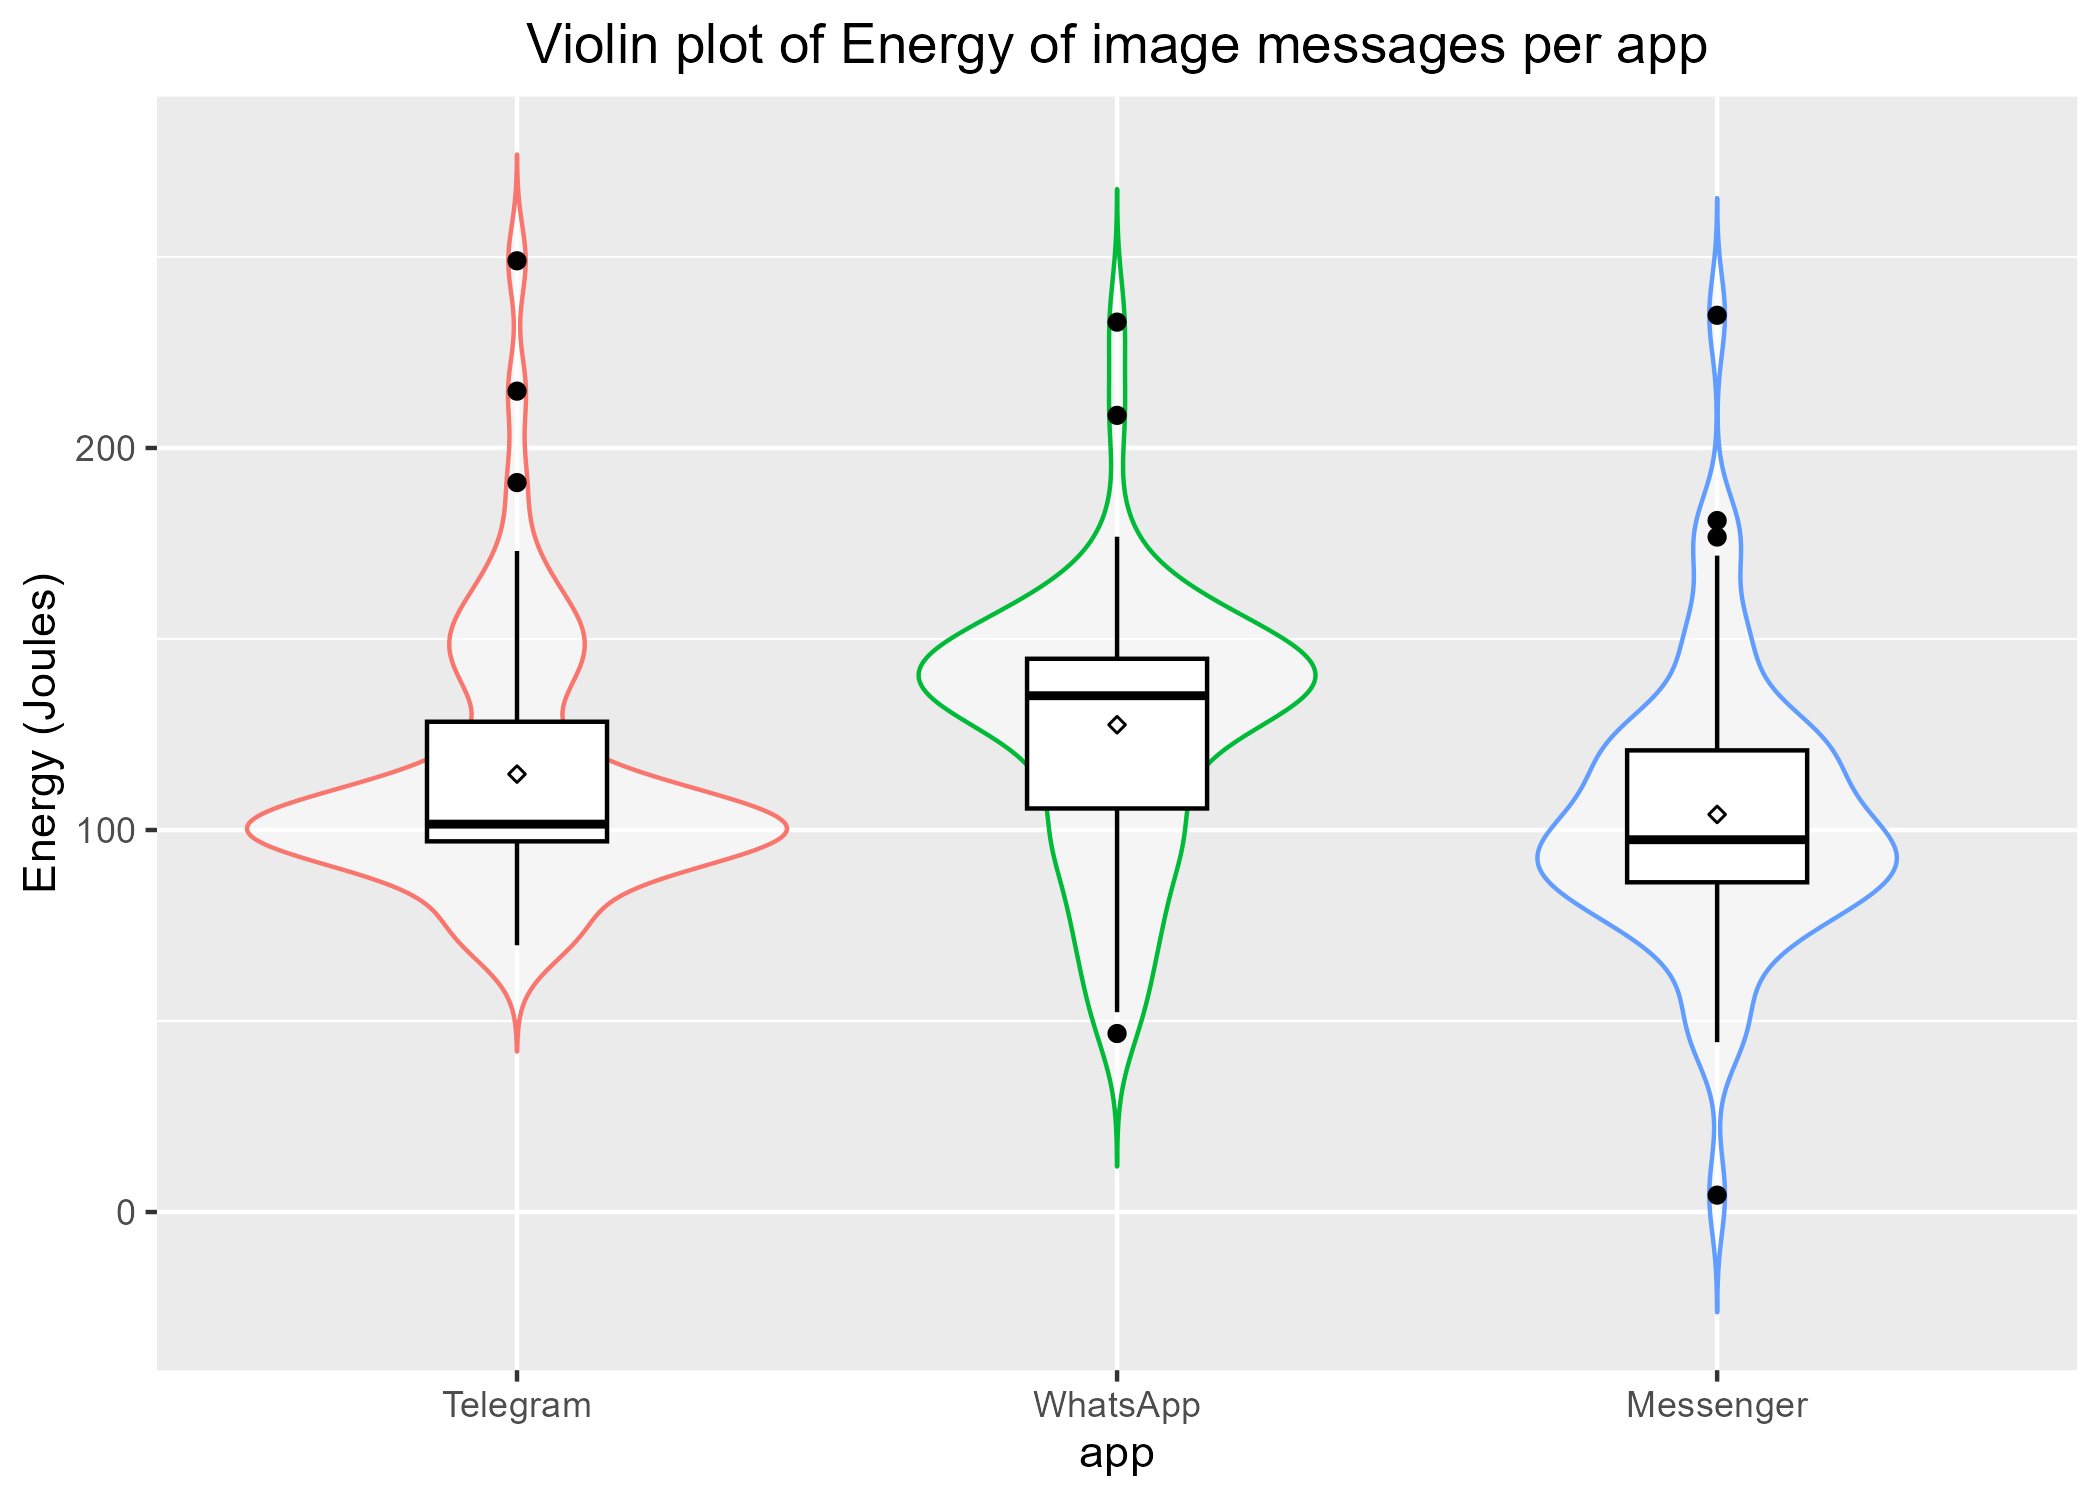 Violin plot of Energy of image messages per app
Energy (Joules)
200
100
0
Telegram WhatsApp Messenger
app